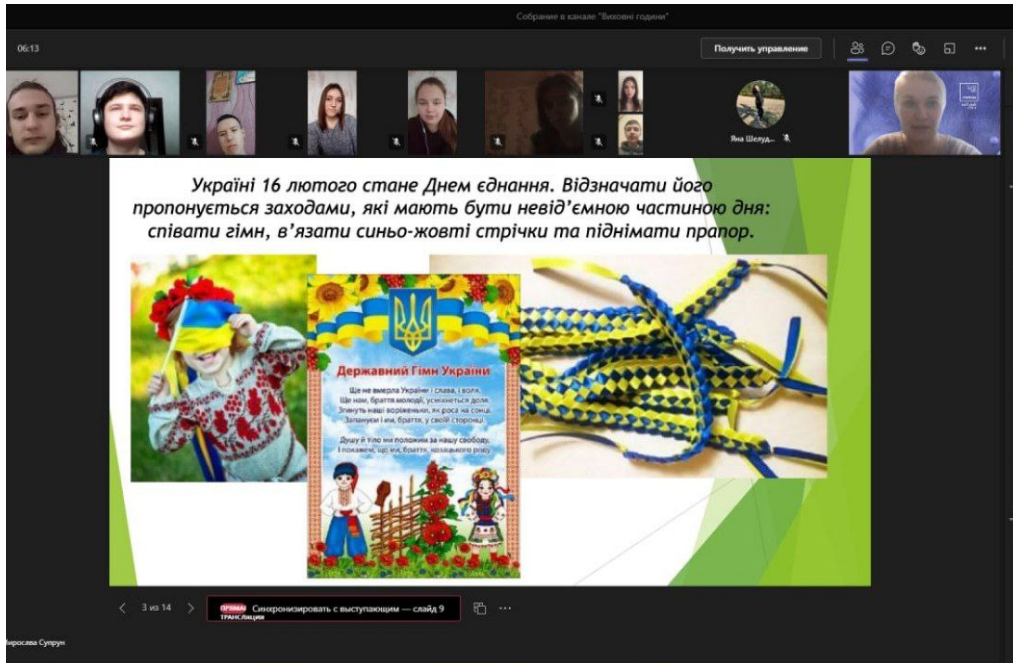 Собрание в канале "Виховні години"
06:13
Получить управление
Яна Шелуд...
Україні 16 лютого стане Днем єднання. Відзначати його
пропонується заходами, які мають бути невід’ємною частиною дня:
співати гімн, в’язати синьо-жовті стрічки та піднімати прапор.
Державний Гімн України
Ще не вмерла України і слава, і воля.
Ще нам, браття молодії, усміхнеться доля.
Згинуть наші воріженьки, як роса на сонці.
Запануєм і ми, браття, у своїй сторонці.
Душу й тіло ми положим за нашу свободу,
І покажем, що ми, браття, козацького роду.
3 из 14
ПРЯМАЯ ТРАНСЛЯЦИЯ
Синхронизировать с выступающим — слайд 9
Мирослава Супрун